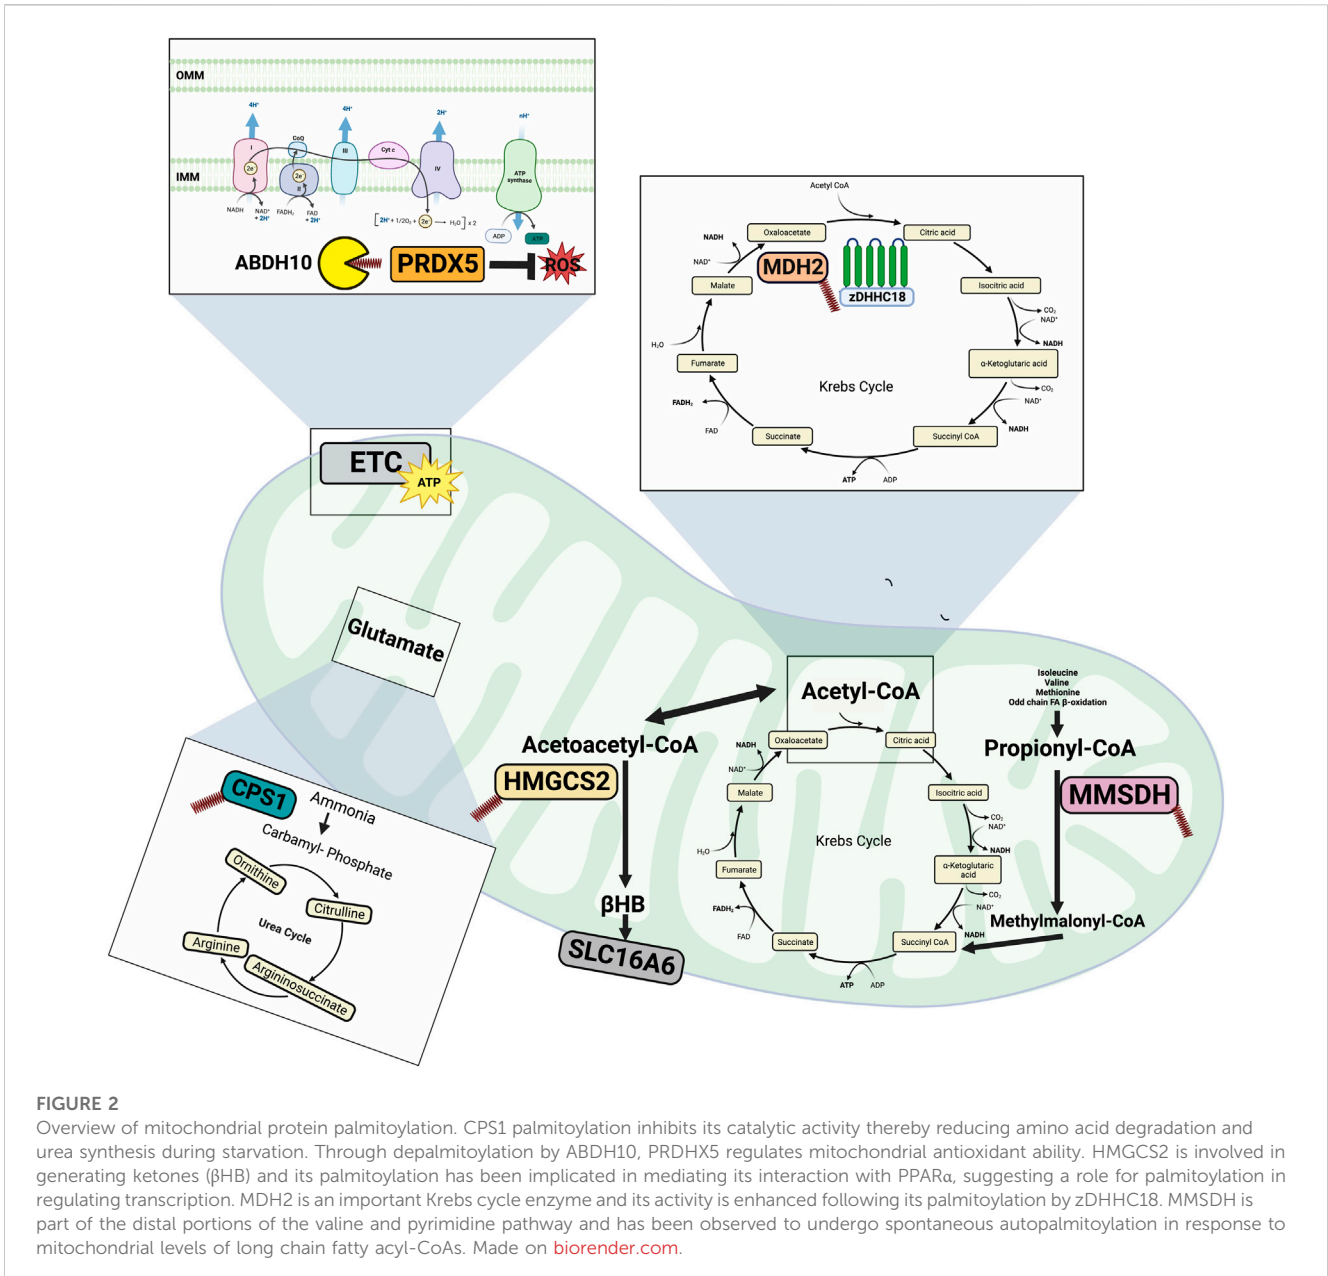 OMM
4H⁺
4H⁺
2H⁺
nH⁺
I
CoQ
III
Cyt c
IV
2e⁻
2e⁻
II
ATP
synthase
IMM
NADH
NAD⁺
+ 2H⁺
FADH₂
FAD
+ 2H⁺
[2H⁺ + 1/2O₂ + 2e⁻ → H₂O] x 2
ADP
ATP
ABDH10
PRDX5
ROS
Acetyl CoA
Oxaloacetate
Citric acid
NADH
NAD⁺
MDH2
zDHHC18
Malate
Isocitric acid
CO₂
NAD⁺
NADH
H₂O
Fumarate
α-Ketoglutaric acid
Krebs Cycle
CO₂
NAD⁺
NADH
FADH₂
FAD
Succinate
Succinyl CoA
ATP
ADP
ETC
ATP
Glutamate
CPS1
Ammonia
Carbamyl- Phosphate
Ornithine
Citrulline
Urea Cycle
Arginine
Argininosuccinate
Acetoacetyl-CoA
HMGCS2
βHB
SLC16A6
Acetyl-CoA
Oxaloacetate
Citric acid
NADH
NAD⁺
Malate
Isocitric acid
CO₂
NAD⁺
NADH
H₂O
Krebs Cycle
Fumarate
α-Ketoglutaric
acid
CO₂
NAD⁺
NADH
FADH₂
FAD
Succinate
Succinyl CoA
ATP
ADP
Isoleucine
Valine
Methionine
Odd chain FA β-oxidation
Propionyl-CoA
MMSDH
Methylmalonyl-CoA
FIGURE 2
Overview of mitochondrial protein palmitoylation. CPS1 palmitoylation inhibits its catalytic activity thereby reducing amino acid degradation and
urea synthesis during starvation. Through depalmitoylation by ABDH10, PRDHX5 regulates mitochondrial antioxidant ability. HMGCS2 is involved in
generating ketones (βHB) and its palmitoylation has been implicated in mediating its interaction with PPARα, suggesting a role for palmitoylation in
regulating transcription. MDH2 is an important Krebs cycle enzyme and its activity is enhanced following its palmitoylation by zDHHC18. MMSDH is
part of the distal portions of the valine and pyrimidine pathway and has been observed to undergo spontaneous autopalmitoylation in response to
mitochondrial levels of long chain fatty acyl-CoAs. Made on biorender.com.